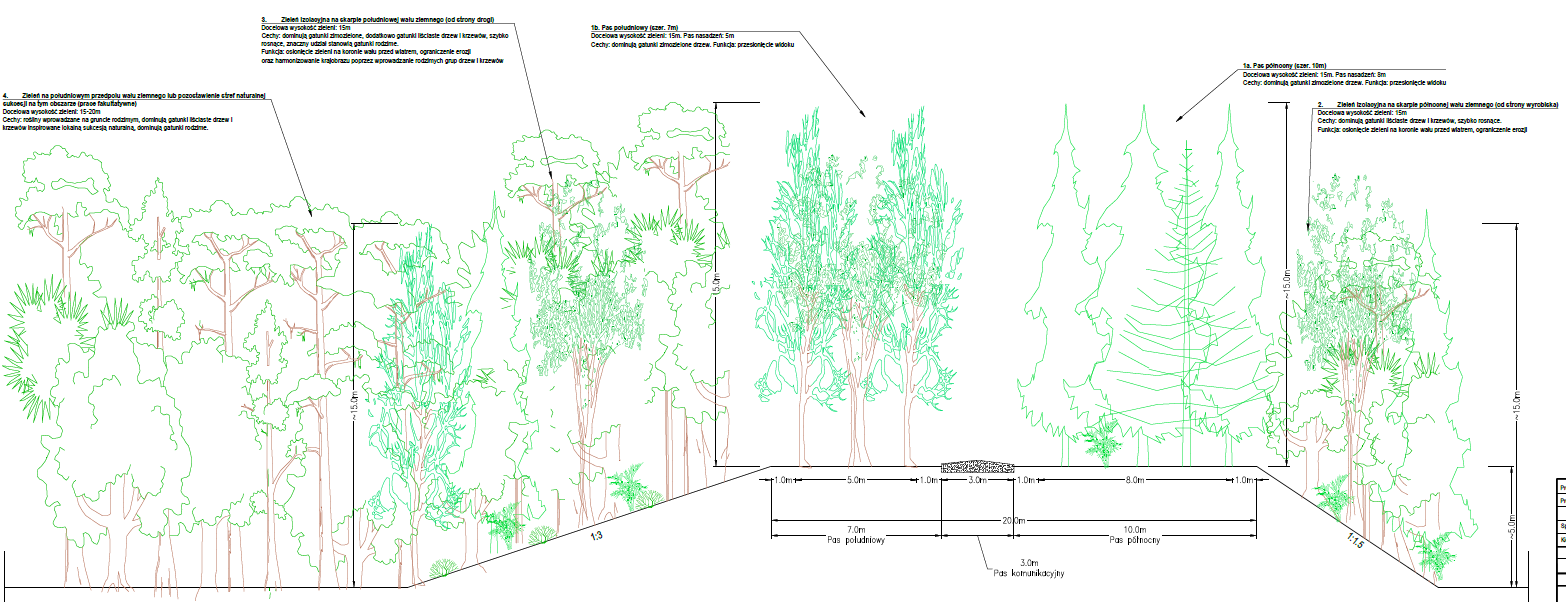 3. Zieleń izolacyjna na skarpie południowej wału ziemnego (od strony drogi)
Docelowa wysokość zieleni: 15m
Cechy: dominują gatunki zimozielone, dodatkowo gatunki liściaste drzew i krzewów, szybko
rosnące, znaczny udział stanowią gatunki rodzime.
Funkcja: osłonięcie zieleni na koronie wału przed wiatrem, ograniczenie erozji
oraz harmonizowanie krajobrazu poprzez wprowadzanie rodzimych grup drzew i krzewów
1b. Pas południowy (szer. 7m)
Docelowa wysokość zieleni: 15m. Pas nasadzeń: 5m
Cechy: dominują gatunki zimozielone drzew. Funkcja: przesłonięcie widoku
1a. Pas północny (szer. 10m)
Docelowa wysokość zieleni: 15m. Pas nasadzeń: 8m
Cechy: dominują gatunki zimozielone drzew. Funkcja: przesłonięcie widoku
4. Zieleń na południowym przedpolu wału ziemnego lub pozostawienie stref naturalnej
sukcesji na tym obszarze (prace fakultatywne)
Docelowa wysokość zieleni: 15-20m
Cechy: rośliny wprowadzane na gruncie rodzimym, dominują gatunki liściaste drzew i
krzewów inspirowane lokalną sukcesją naturalną, dominują gatunki rodzime.
2. Zieleń izolacyjna na skarpie północnej wału ziemnego (od strony wyrobiska)
Docelowa wysokość zieleni: 15m
Cechy: dominują gatunki liściaste drzew i krzewów, szybko rosnące.
Funkcja: osłonięcie zieleni na koronie wału przed wiatrem, ograniczenie erozji
~15.0m
15.0m
~15.0m
~15.0m
~5.0m
1.0m 5.0m 1.0m 3.0m 1.0m 8.0m 1.0m
20.0m
7.0m
Pas południowy
10.0m
Pas północny
3.0m
Pas komunikacyjny
1:3
1:1.5